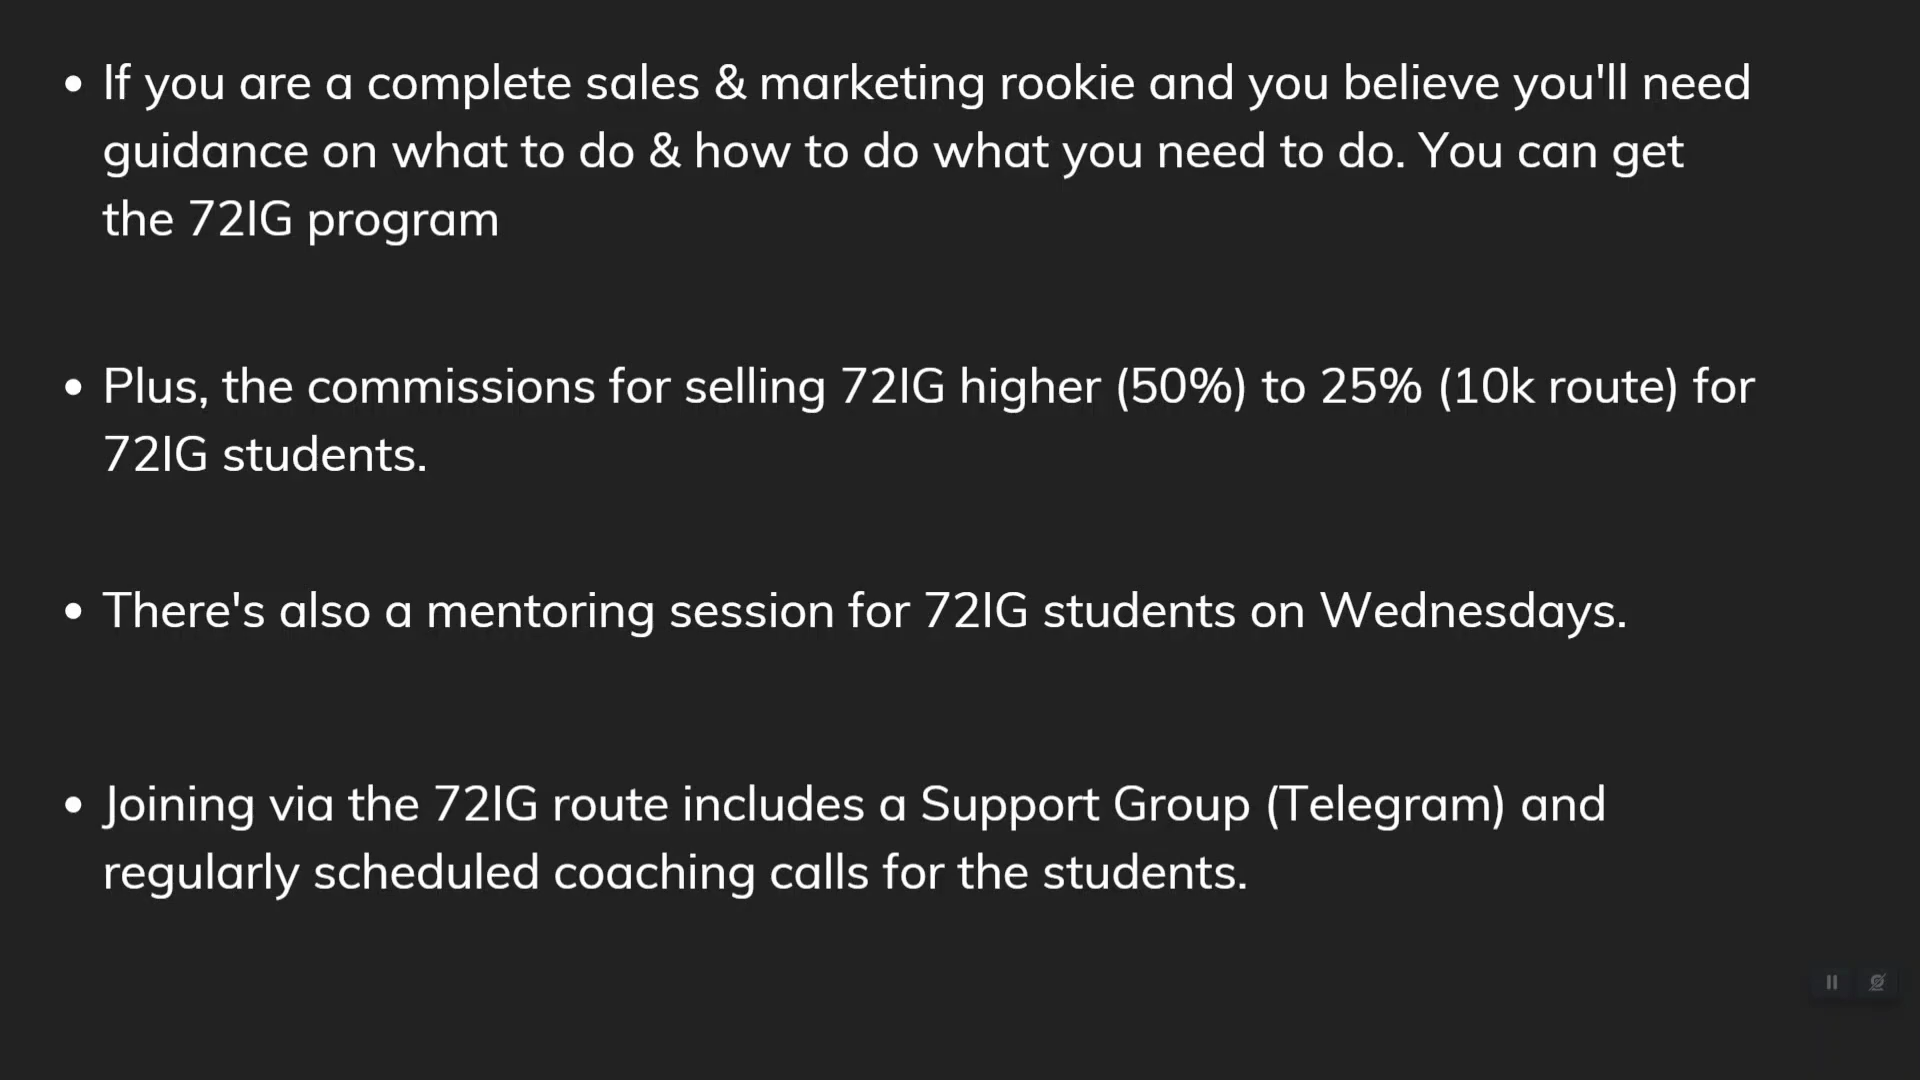 • If you are a complete sales & marketing rookie and you believe you'll need
guidance on what to do & how to do what you need to do. You can get
the 72IG program
• Plus, the commissions for selling 72IG higher (50%) to 25% (10k route) for
72IG students.
• There's also a mentoring session for 72IG students on Wednesdays.
• Joining via the 72IG route includes a Support Group (Telegram) and
regularly scheduled coaching calls for the students.